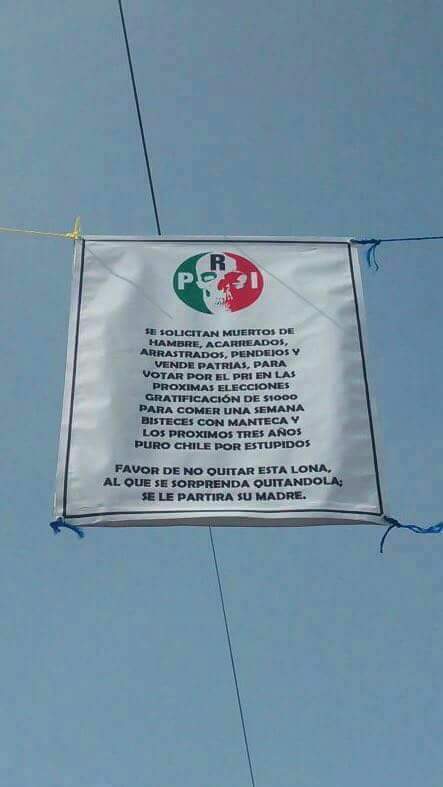 PRI
SE SOLICITAN MUERTOS DE
HAMBRE, ACARREADOS,
ARRASTRADOS, PENDEJOS Y
VENDE PATRIAS, PARA
VOTAR POR EL PRI EN LAS
PROXIMAS ELECCIONES
GRATIFICACIÓN DE $1000
PARA COMER UNA SEMANA
BISTECES CON MANTECA Y
LOS PROXIMOS TRES AÑOS
PURO CHILE POR ESTUPIDOS
FAVOR DE NO QUITAR ESTA LONA,
AL QUE SE SORPRENDA QUITANDOLA;
SE LE PARTIRA SU MADRE.